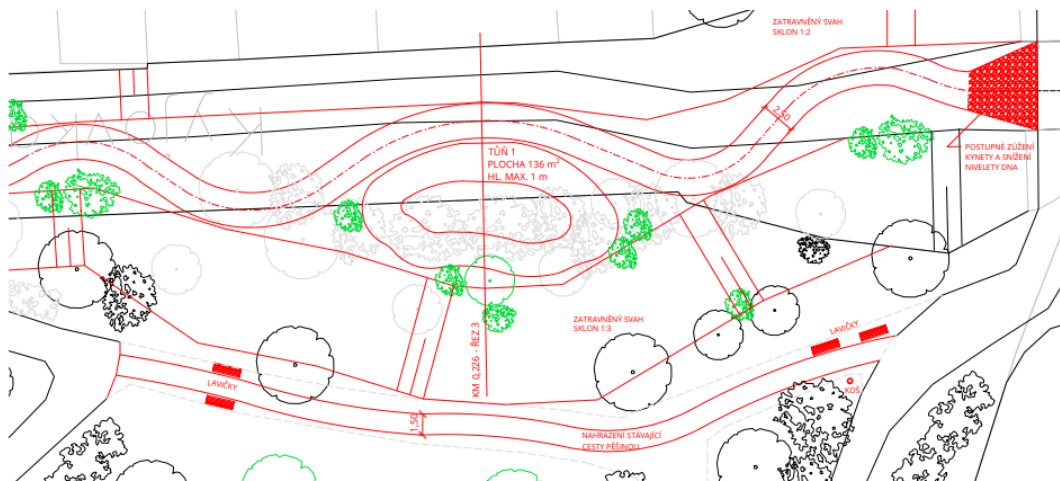 ZATRAVNĚNÝ SVAH
SKLON 1:2
2,50
TŮŇ 1
PLOCHA 136 m²
HL. MAX. 1 m
POSTUPNÉ ZÚŽENÍ
KYNETY A SNÍŽENÍ
NIVELETY DNA
ZATRAVNĚNÝ SVAH
SKLON 1:3
KM 0,226 - ŘEZ 3
LAVIČKY
LAVIČKY
KOŠ
1,50
NAHRAZENÍ STÁVAJÍCÍ
CESTY PĚŠINOU